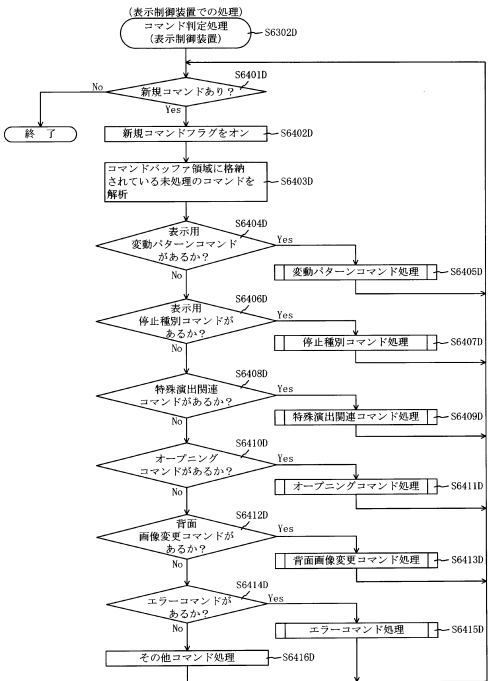 (表示制御装置での処理)
コマンド判定処理
(表示制御装置)
S6302D
S6401D
新規コマンドあり？
No
Yes
終 了
新規コマンドフラグをオン
S6402D
コマンドバッファ領域に格納
されている未処理のコマンドを
解析
S6403D
S6404D
表示用
変動パターンコマンド
があるか？
Yes
No
変動パターンコマンド処理
S6405D
S6406D
表示用
停止種別コマンドが
あるか？
Yes
No
停止種別コマンド処理
S6407D
S6408D
特殊演出関連
コマンドがあるか？
Yes
No
特殊演出関連コマンド処理
S6409D
S6410D
オープニング
コマンドがあるか？
Yes
No
オープニングコマンド処理
S6411D
S6412D
背面
画像変更コマンドが
あるか？
Yes
No
背面画像変更コマンド処理
S6413D
S6414D
エラーコマンドが
あるか？
Yes
No
エラーコマンド処理
S6415D
その他コマンド処理
S6416D